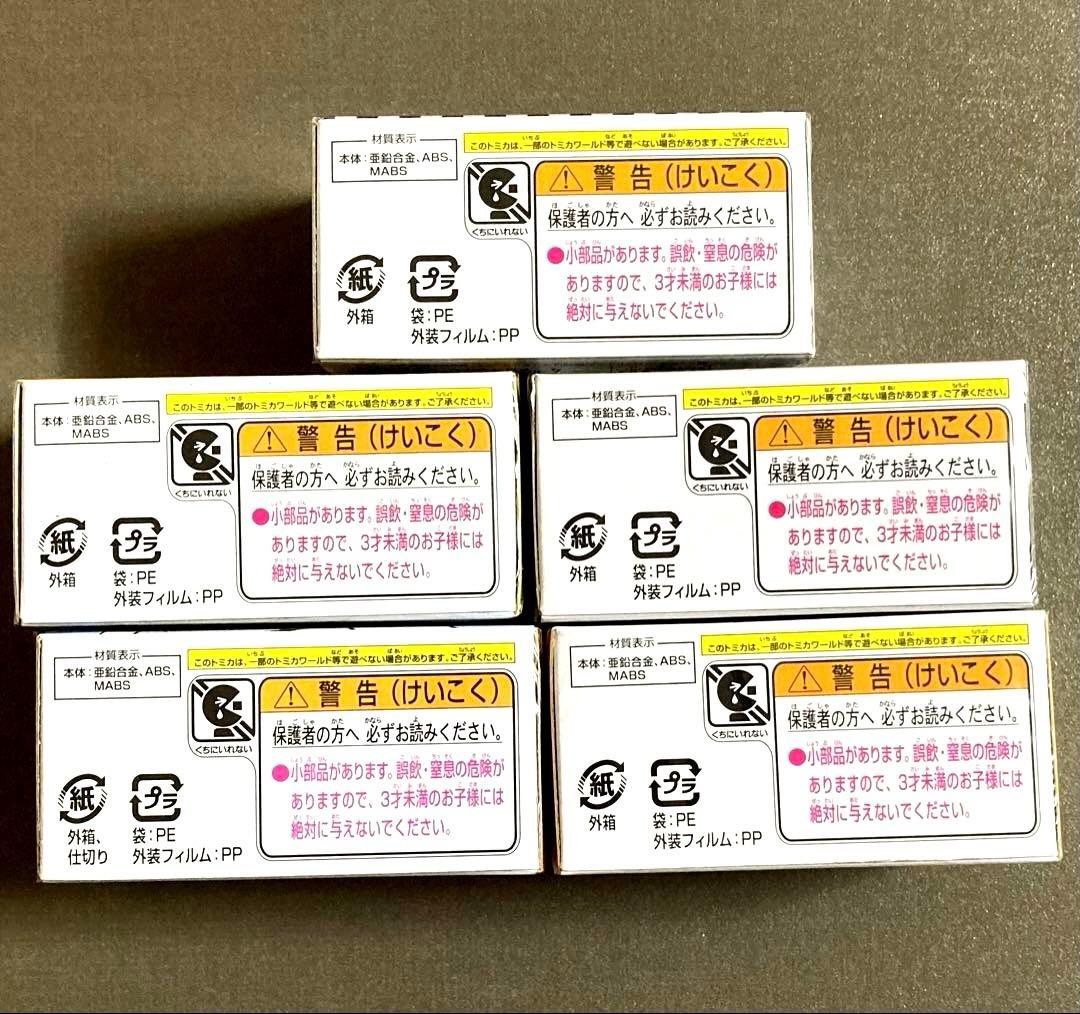 材質表示
本体：亜鉛合金、ABS、
MABS
このトミカは、一部のトミカワールド等で遊べない場合があります。ご了承ください。
くちにいれない
警告（けいこく）
保護者の方へ 必ずお読みください。
●小部品があります。誤飲・窒息の危険が
ありますので、3才未満のお子様には
絶対に与えないでください。
紙
外箱
プラ
袋：PE
外装フィルム：PP
材質表示
本体：亜鉛合金、ABS、
MABS
このトミカは、一部のトミカワールド等で遊べない場合があります。ご了承ください。
くちにいれない
警告（けいこく）
保護者の方へ 必ずお読みください。
●小部品があります。誤飲・窒息の危険が
ありますので、3才未満のお子様には
絶対に与えないでください。
紙
外箱
プラ
袋：PE
外装フィルム：PP
材質表示
本体：亜鉛合金、ABS、
MABS
このトミカは、一部のトミカワールド等で遊べない場合があります。ご了承ください。
くちにいれない
警告（けいこく）
保護者の方へ 必ずお読みください。
●小部品があります。誤飲・窒息の危険が
ありますので、3才未満のお子様には
絶対に与えないでください。
紙
外箱
プラ
袋：PE
外装フィルム：PP
材質表示
本体：亜鉛合金、ABS、
MABS
このトミカは、一部のトミカワールド等で遊べない場合があります。ご了承ください。
くちにいれない
警告（けいこく）
保護者の方へ 必ずお読みください。
●小部品があります。誤飲・窒息の危険が
ありますので、3才未満のお子様には
絶対に与えないでください。
紙
外箱、
仕切り
プラ
袋：PE
外装フィルム：PP
材質表示
本体：亜鉛合金、ABS、
MABS
このトミカは、一部のトミカワールド等で遊べない場合があります。ご了承ください。
くちにいれない
警告（けいこく）
保護者の方へ 必ずお読みください。
●小部品があります。誤飲・窒息の危険が
ありますので、3才未満のお子様には
絶対に与えないでください。
紙
外箱
プラ
袋：PE
外装フィルム：PP